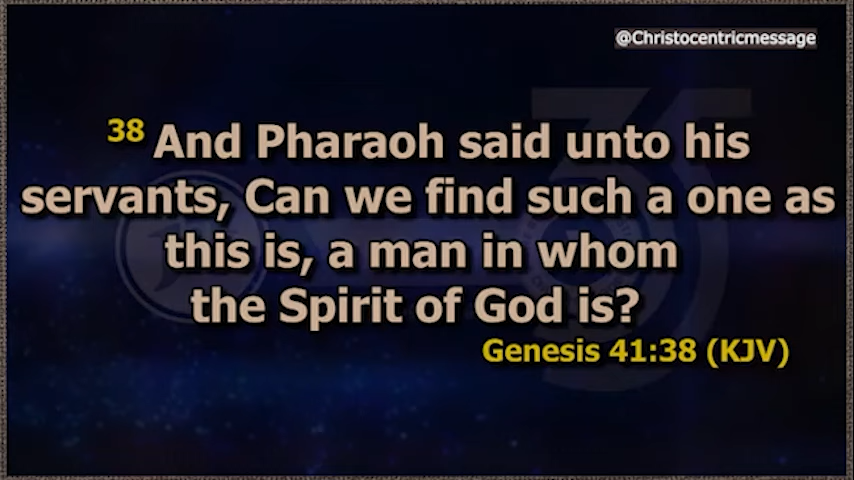 @Christocentricmessage
38 And Pharaoh said unto his
servants, Can we find such a one as
this is, a man in whom
the Spirit of God is?
Genesis 41:38 (KJV)